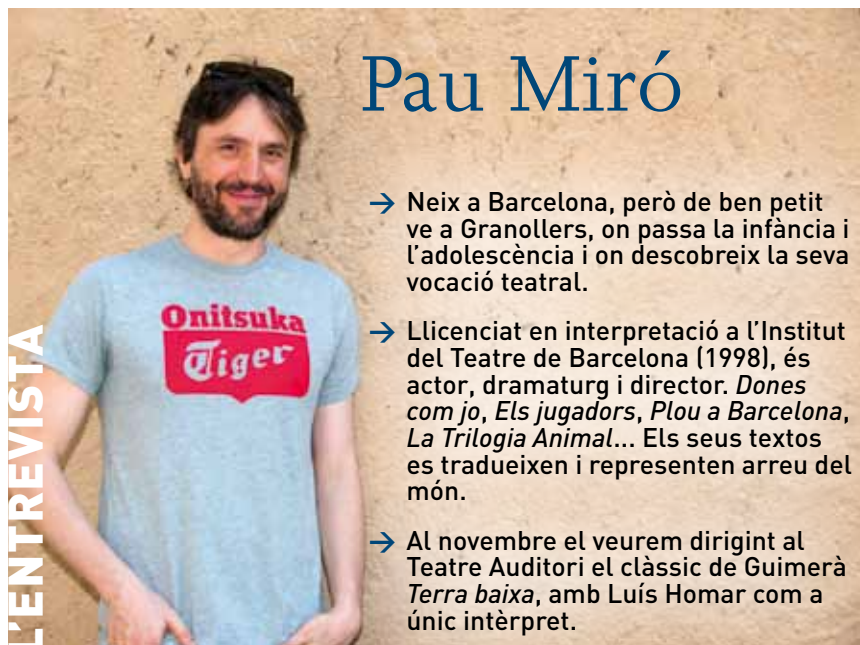 Pau Miró
→ Neix a Barcelona, però de ben petit
ve a Granollers, on passa la infància i
l'adolescència i on descobreix la seva
vocació teatral.
→ Llicenciat en interpretació a l'Institut
del Teatre de Barcelona (1998), és
actor, dramaturg i director. Dones
com jo, Els jugadors, Plou a Barcelona,
La Trilogia Animal... Els seus textos
es tradueixen i representen arreu del
món.
→ Al novembre el veurem dirigint al
Teatre Auditori el clàssic de Guimerà
Terra baixa, amb Luís Homar com a
únic intèrpret.
Onitsuka
Tiger
L'ENTREVISTA